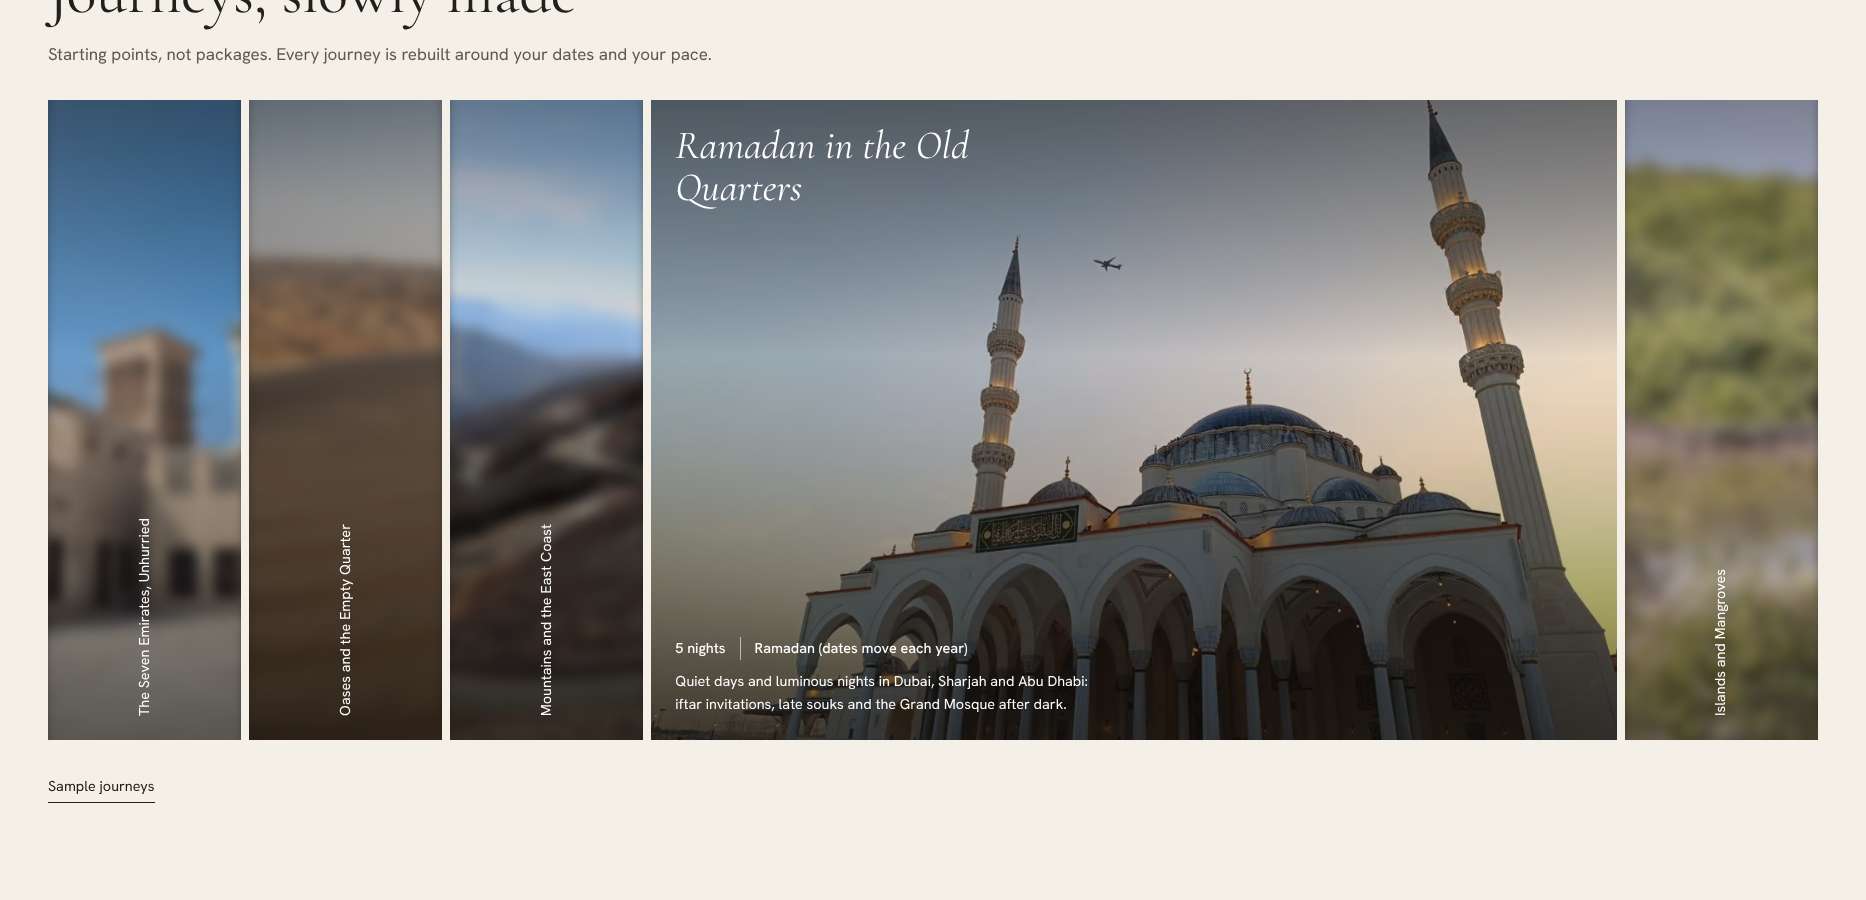 Journeys, slowly made
Starting points, not packages. Every journey is rebuilt around your dates and your pace.
The Seven Emirates, Unhurried
Oases and the Empty Quarter
Mountains and the East Coast
Ramadan in the Old
Quarters
5 nights
Ramadan (dates move each year)
Quiet days and luminous nights in Dubai, Sharjah and Abu Dhabi:
iftar invitations, late souks and the Grand Mosque after dark.
Islands and Mangroves
Sample journeys